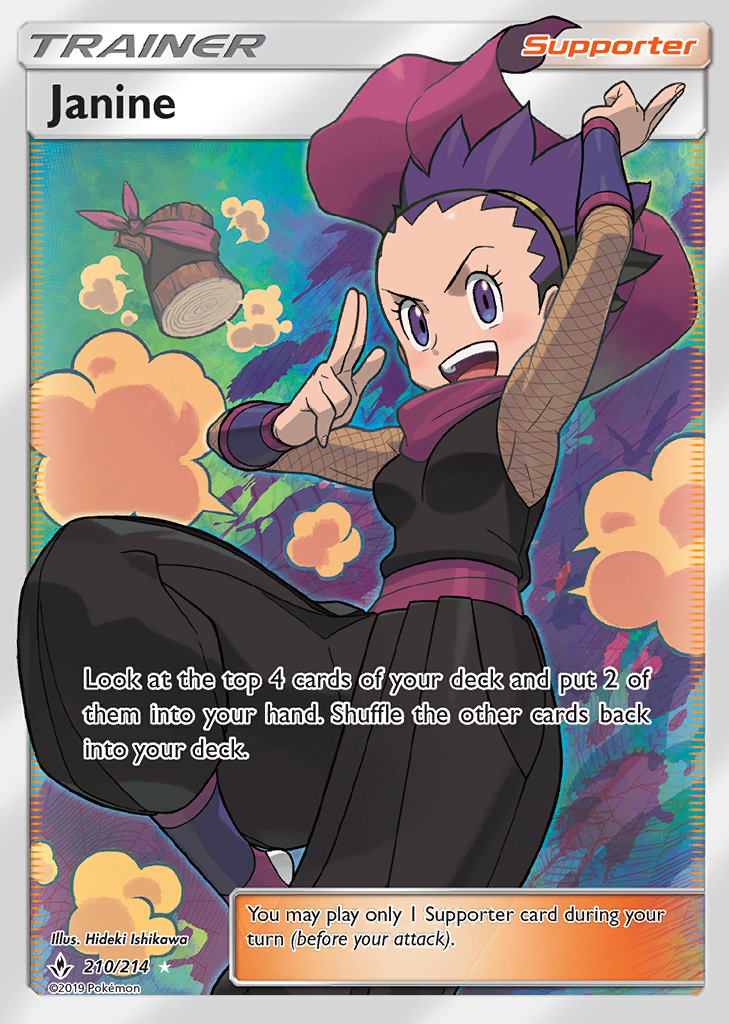 TRAINER
Supporter
Janine
Look at the top 4 cards of your deck and put 2 of
them into your hand. Shuffle the other cards back
into your deck.
You may play only 1 Supporter card during your
turn (before your attack).
Illus. Hideki Ishikawa
210/214 ★
©2019 Pokémon